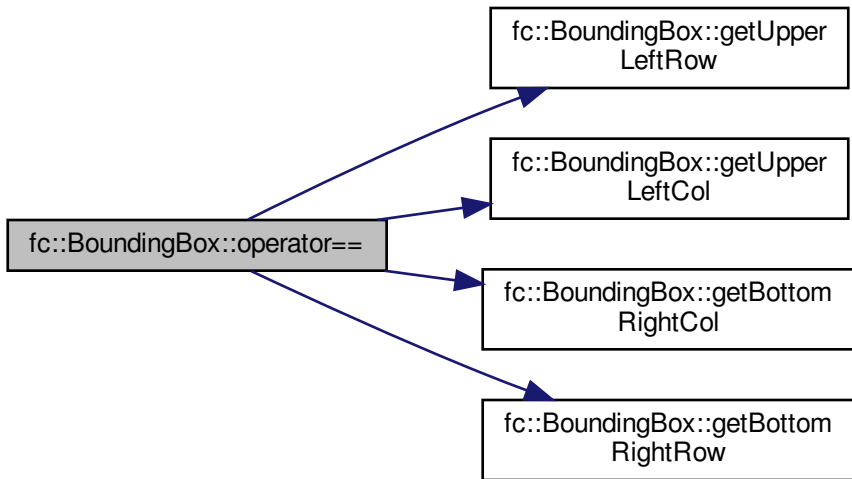 fc::BoundingBox::getUpper
LeftRow
fc::BoundingBox::getUpper
LeftCol
fc::BoundingBox::operator==
fc::BoundingBox::getBottom
RightCol
fc::BoundingBox::getBottom
RightRow